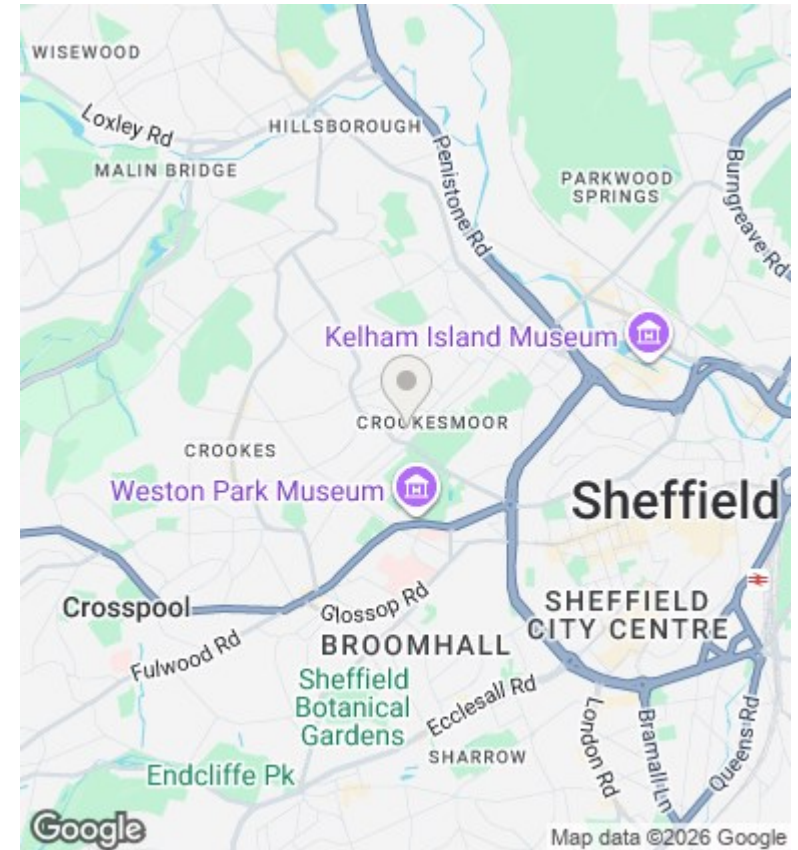 WISEWOOD
Loxley Rd
HILLSBOROUGH
MALIN BRIDGE
Penistone Rd
PARKWOOD
SPRINGS
Burngreave Rd
Kelham Island Museum
CROOKESMOOR
CROOKES
Weston Park Museum
Sheffield
Crosspool
Glossop Rd
SHEFFIELD
CITY CENTRE
Fulwood Rd
BROOMHALL
Sheffield
Botanical
Gardens
Ecclesall Rd
London Rd
Bramall Ln
Queens Rd
SHARROW
Endcliffe Pk
Google
Map data ©2026 Google